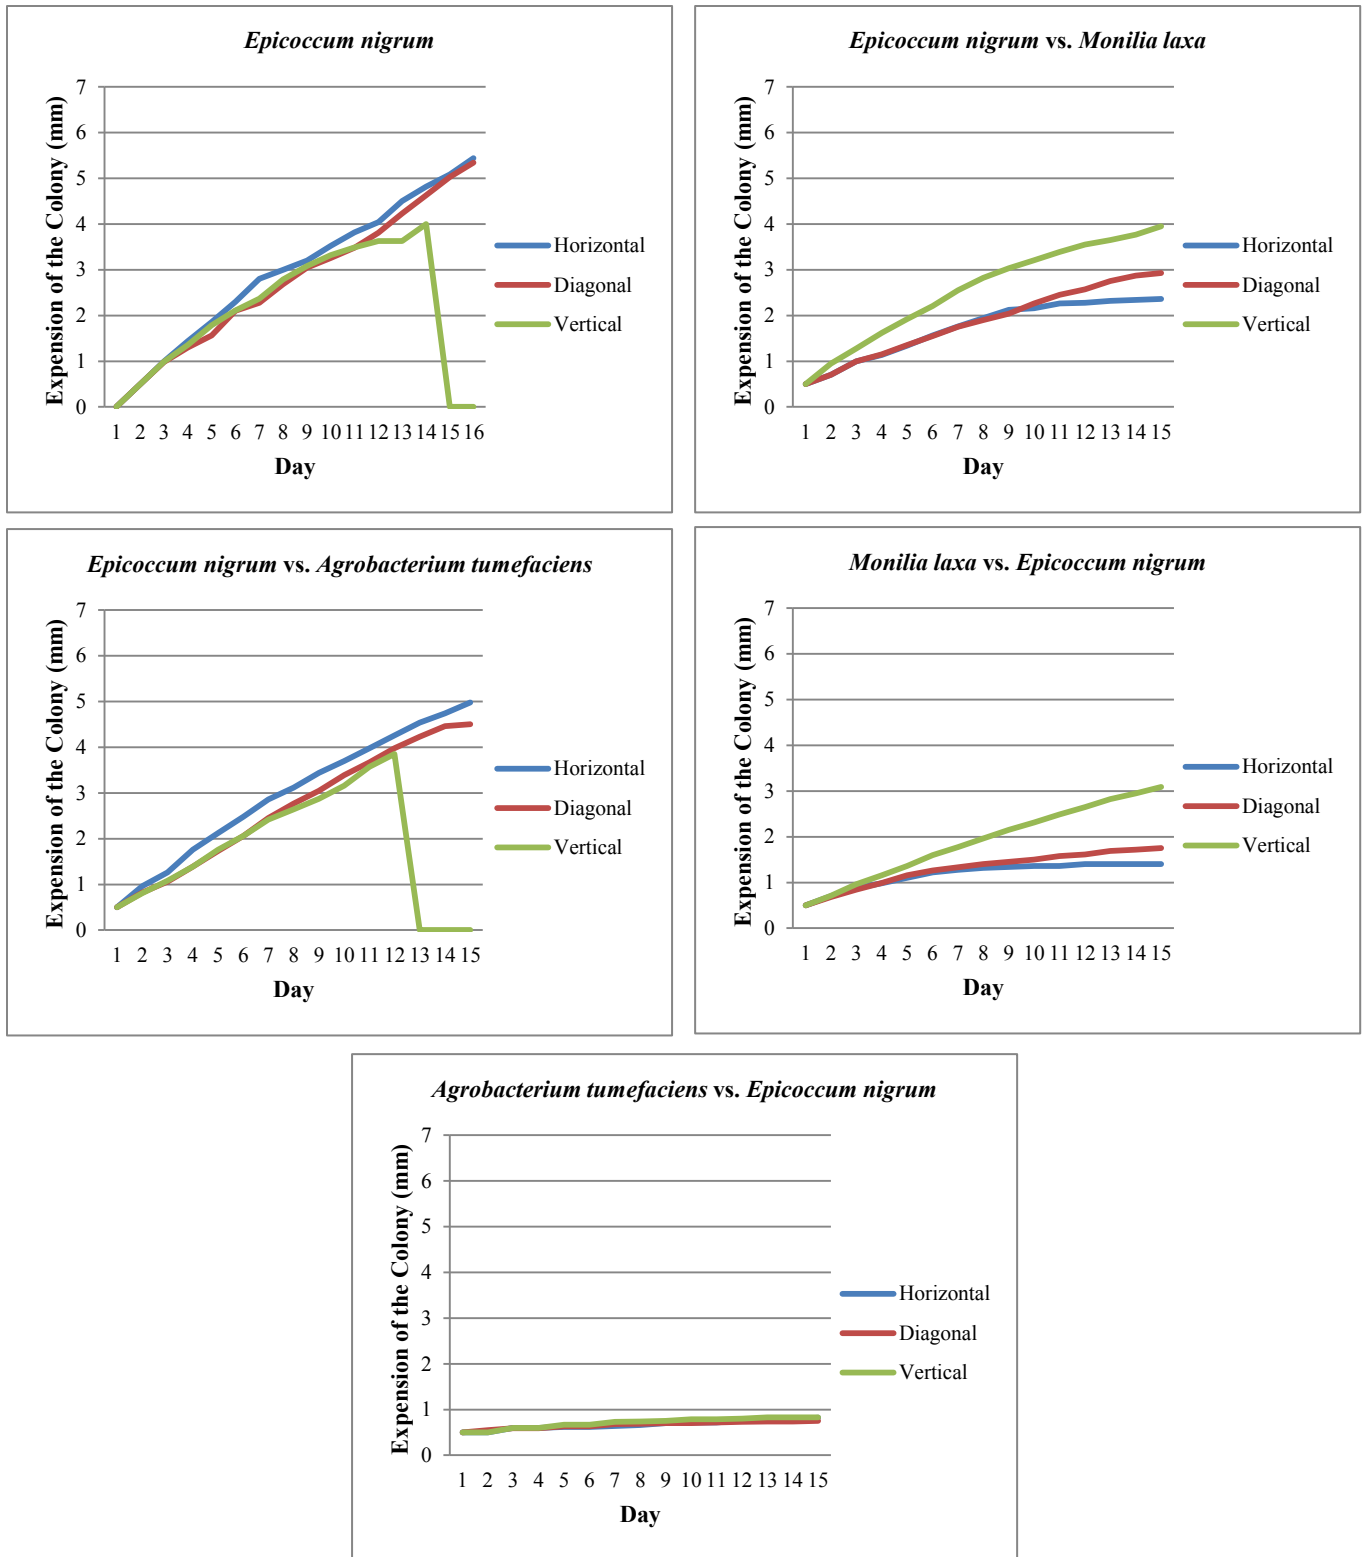 Epicoccum nigrum
Expension of the Colony (mm)
7
6
5
4
3
2
1
0
1 2 3 4 5 6 7 8 9 10 11 12 13 14 15 16
Day
Horizontal
Diagonal
Vertical
Epicoccum nigrum vs. Monilia laxa
Expension of the Colony (mm)
7
6
5
4
3
2
1
0
1 2 3 4 5 6 7 8 9 10 11 12 13 14 15
Day
Horizontal
Diagonal
Vertical
Epicoccum nigrum vs. Agrobacterium tumefaciens
Expension of the Colony (mm)
7
6
5
4
3
2
1
0
1 2 3 4 5 6 7 8 9 10 11 12 13 14 15
Day
Horizontal
Diagonal
Vertical
Monilia laxa vs. Epicoccum nigrum
Expension of the Colony (mm)
7
6
5
4
3
2
1
0
1 2 3 4 5 6 7 8 9 10 11 12 13 14 15
Day
Horizontal
Diagonal
Vertical
Agrobacterium tumefaciens vs. Epicoccum nigrum
Expension of the Colony (mm)
7
6
5
4
3
2
1
0
1 2 3 4 5 6 7 8 9 10 11 12 13 14 15
Day
Horizontal
Diagonal
Vertical